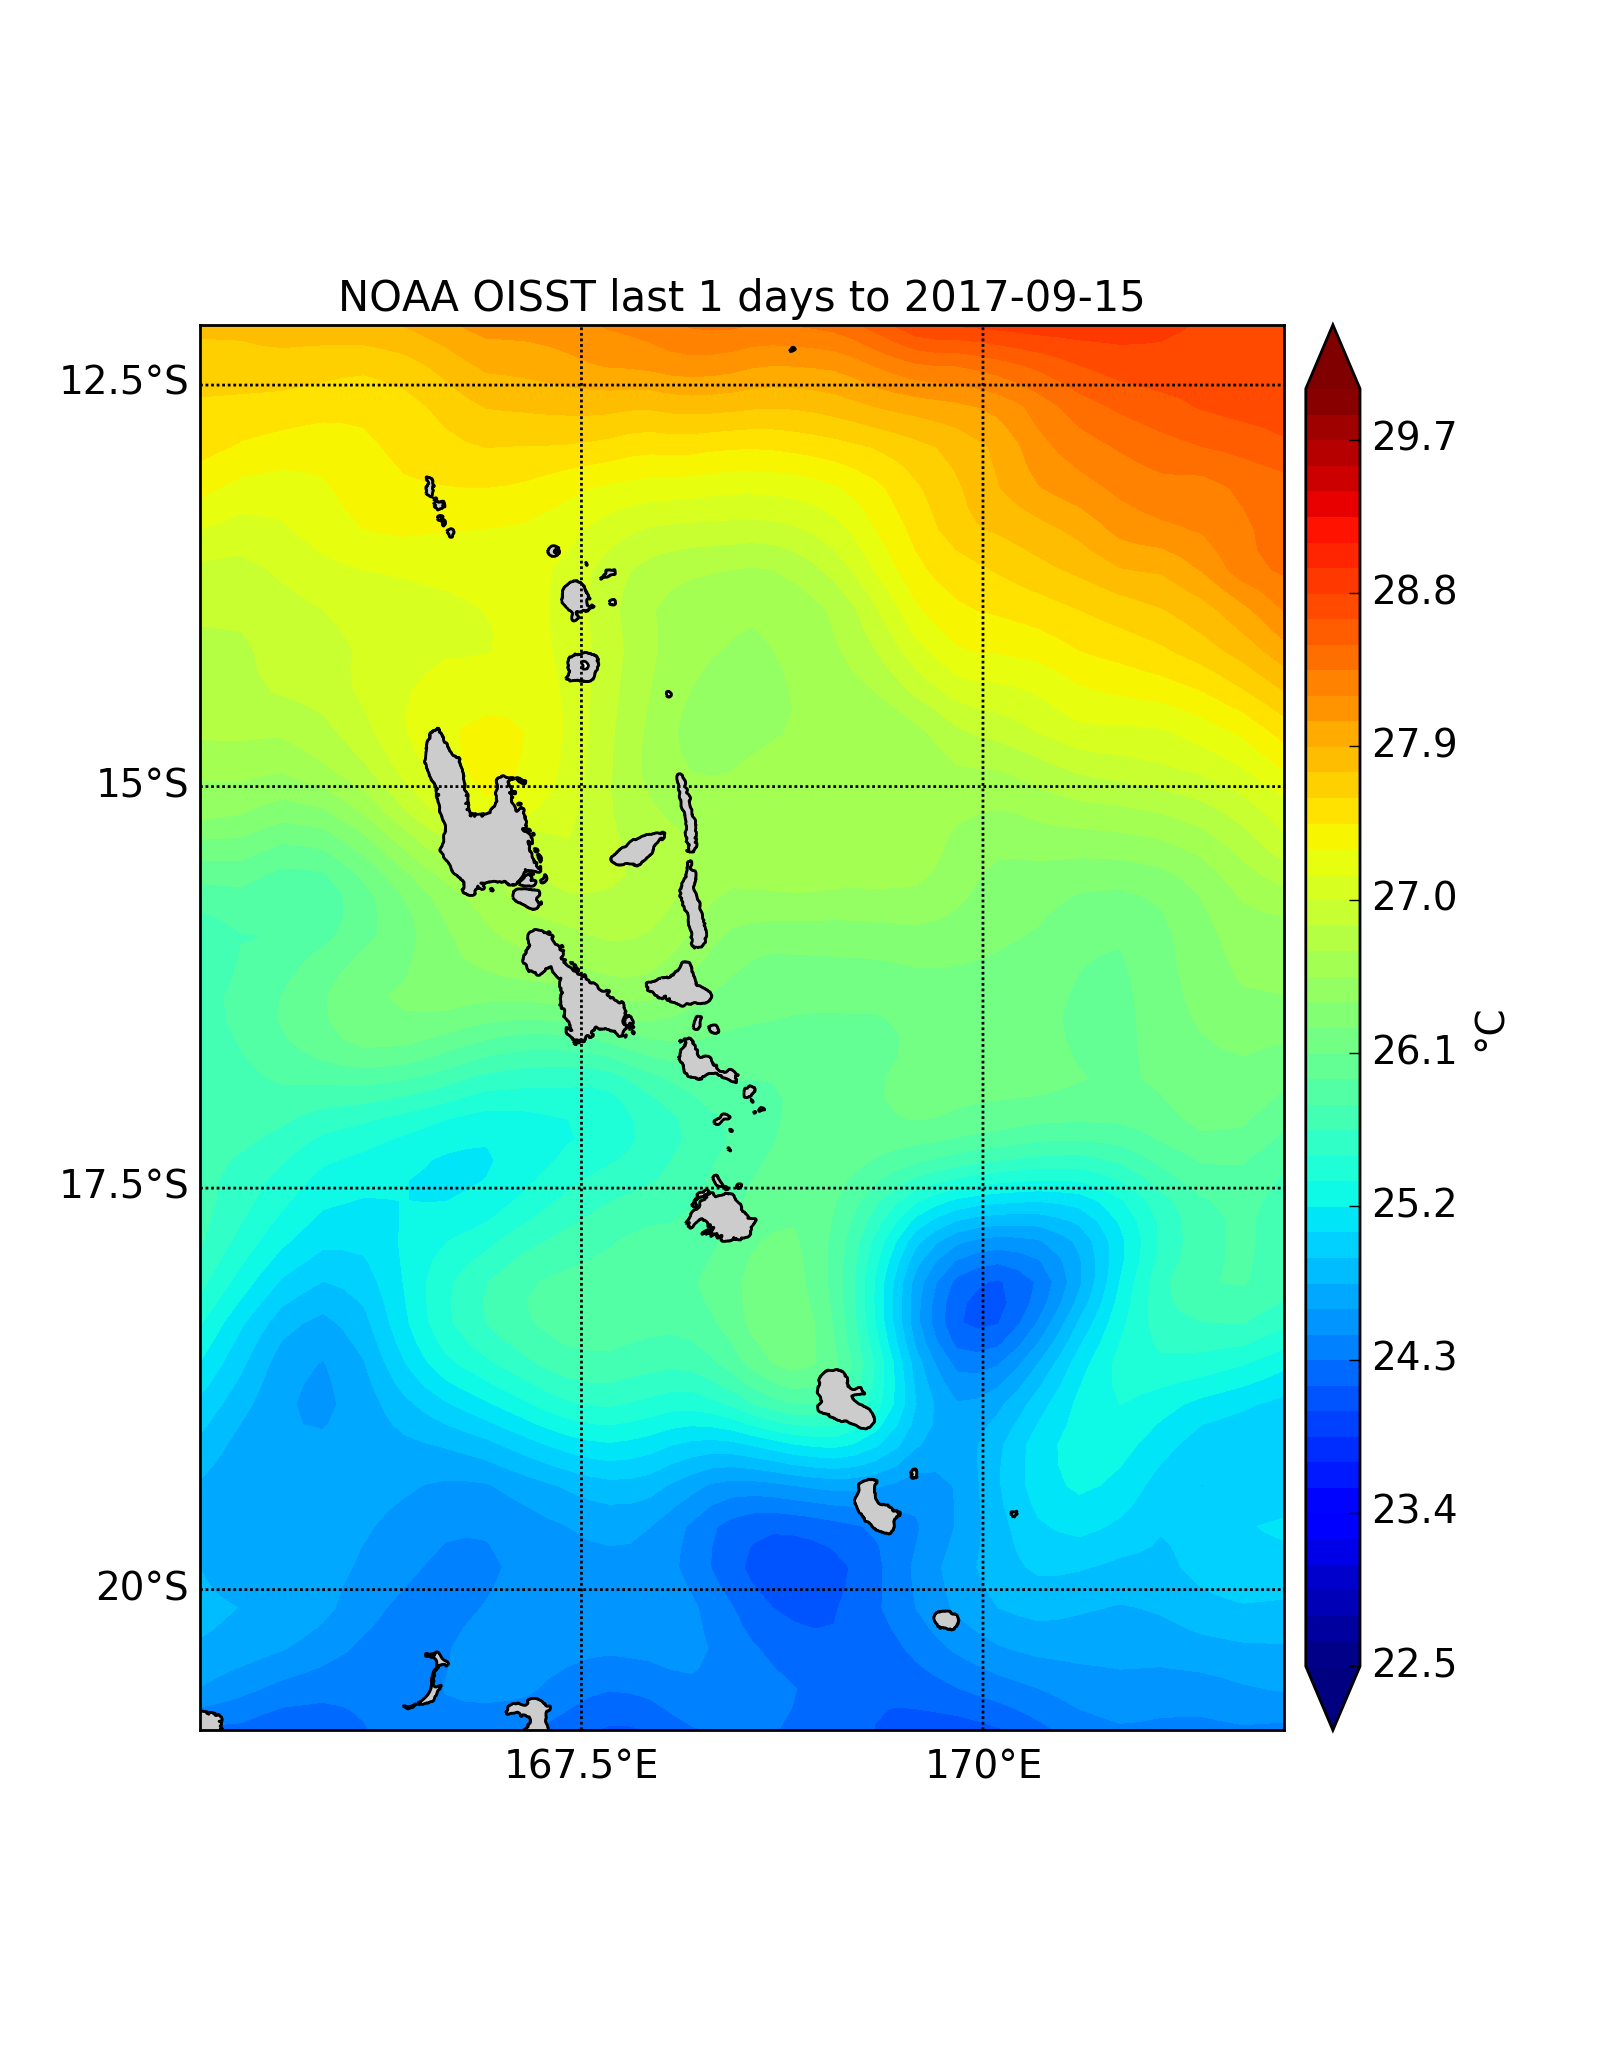 NOAA OISST last 1 days to 2017-09-15
12.5°S
15°S
17.5°S
20°S
167.5°E
170°E
29.7
28.8
27.9
27.0
26.1
25.2
24.3
23.4
22.5
°C